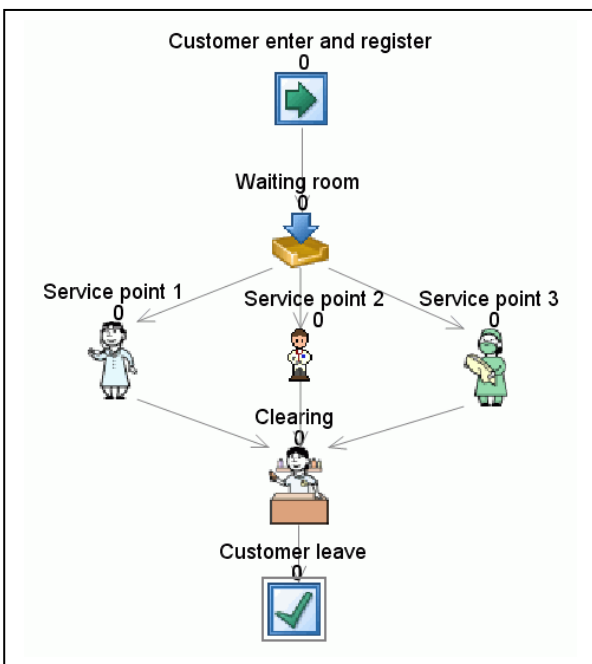 Customer enter and register
0
Waiting room
0
Service point 1
0
Service point 2
0
Service point 3
0
Clearing
0
Customer leave
0